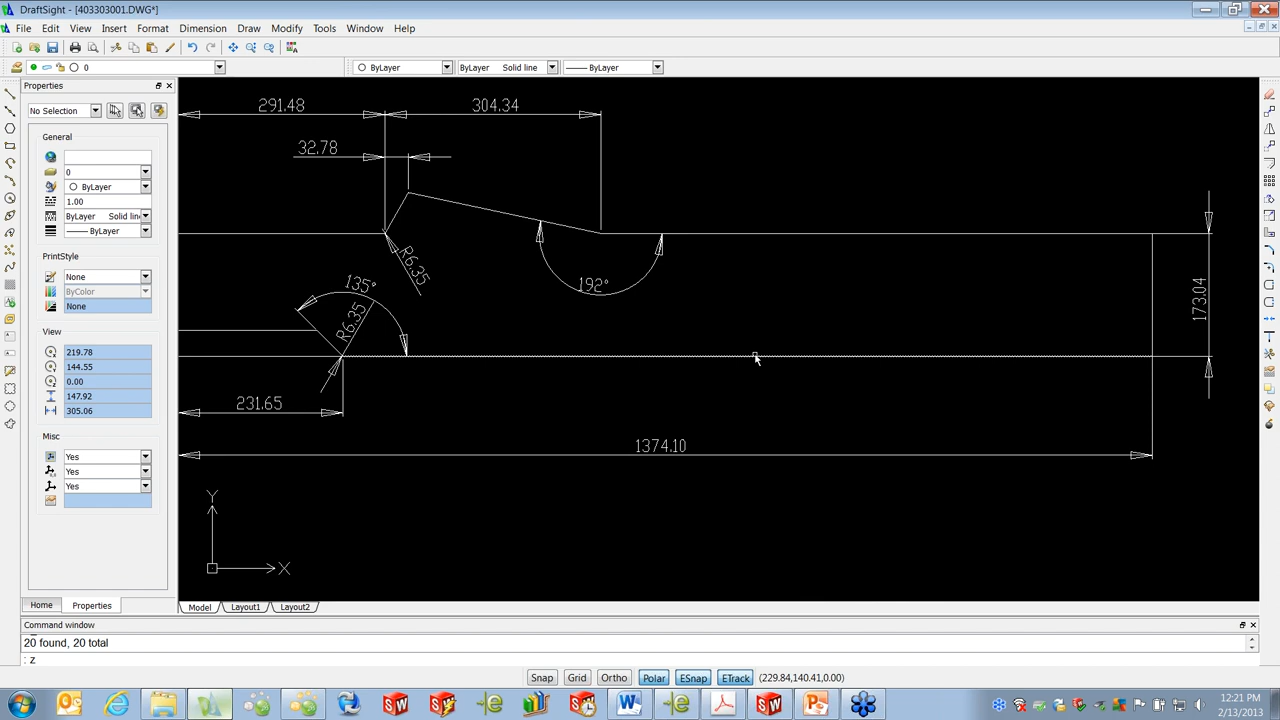 DraftSight - [403303001.DWG*]
File Edit View Insert Format Dimension Draw Modify Tools Window Help
0 ByLayer ByLayer Solid line ByLayer
Properties
No Selection
General
0
ByLayer
1.00
ByLayer Solid line
ByLayer
PrintStyle
None
ByColor
None
View
219.78
144.55
0.00
147.92
305.06
Misc
Yes
Yes
Yes
Home Properties
291.48 304.34
32.78
R6.35
135°
R6.35
192°
173.04
231.65
1374.10
Y
X
Model Layout1 Layout2
Command window
20 found, 20 total
: z
Snap Grid Ortho Polar ESnap ETrack (229.84,140.41,0.00)
12:21 PM
2/13/2013